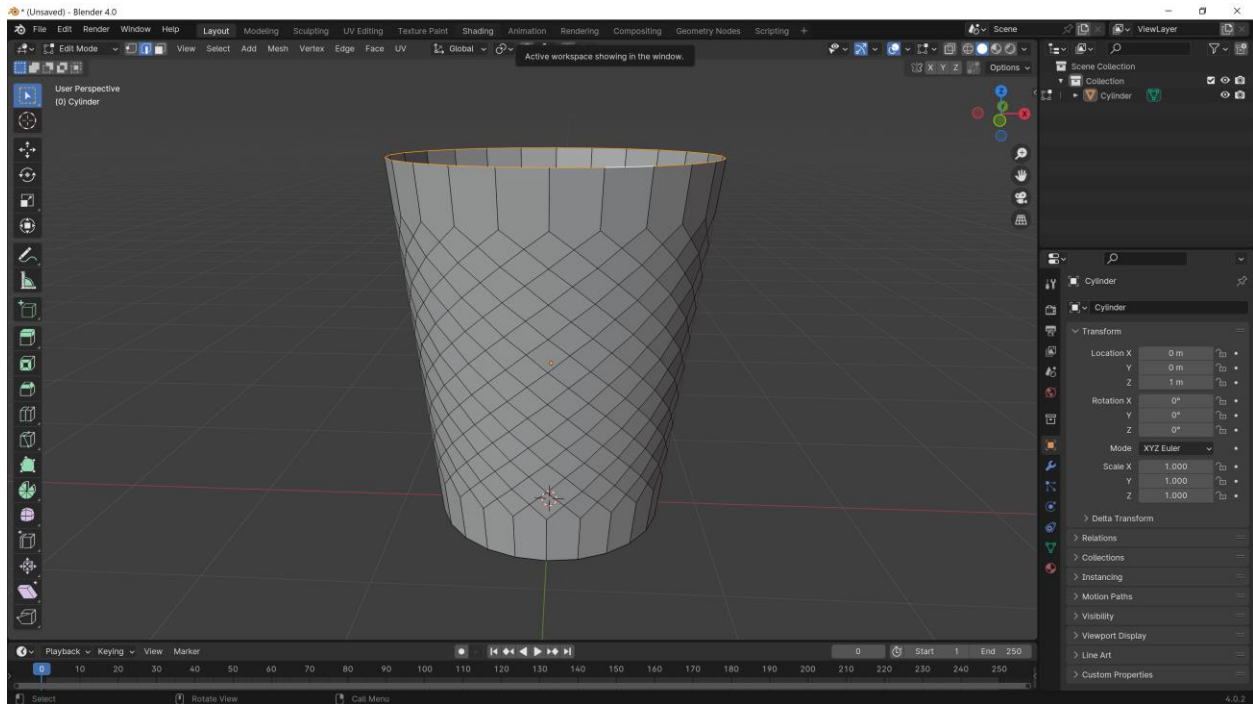 * (Unsaved) - Blender 4.0
File Edit Render Window Help Layout Modeling Sculpting UV Editing Texture Paint Shading Animation Rendering Compositing Geometry Nodes Scripting + Scene ViewLayer
Edit Mode View Select Add Mesh Vertex Edge Face UV Global
Active workspace showing in the window.
X Y Z Options
User Perspective
(0) Cylinder
Z
X
Scene Collection
Collection
Cylinder
Cylinder
Cylinder
Transform
Location X 0 m
Y 0 m
Z 1 m
Rotation X 0°
Y 0°
Z 0°
Mode XYZ Euler
Scale X 1.000
Y 1.000
Z 1.000
Delta Transform
Relations
Collections
Instancing
Motion Paths
Visibility
Viewport Display
Line Art
Custom Properties
Playback Keying View Marker 0 Start 1 End 250
0 10 20 30 40 50 60 70 80 90 100 110 120 130 140 150 160 170 180 190 200 210 220 230 240 250
Select Rotate View Call Menu 4.0.2